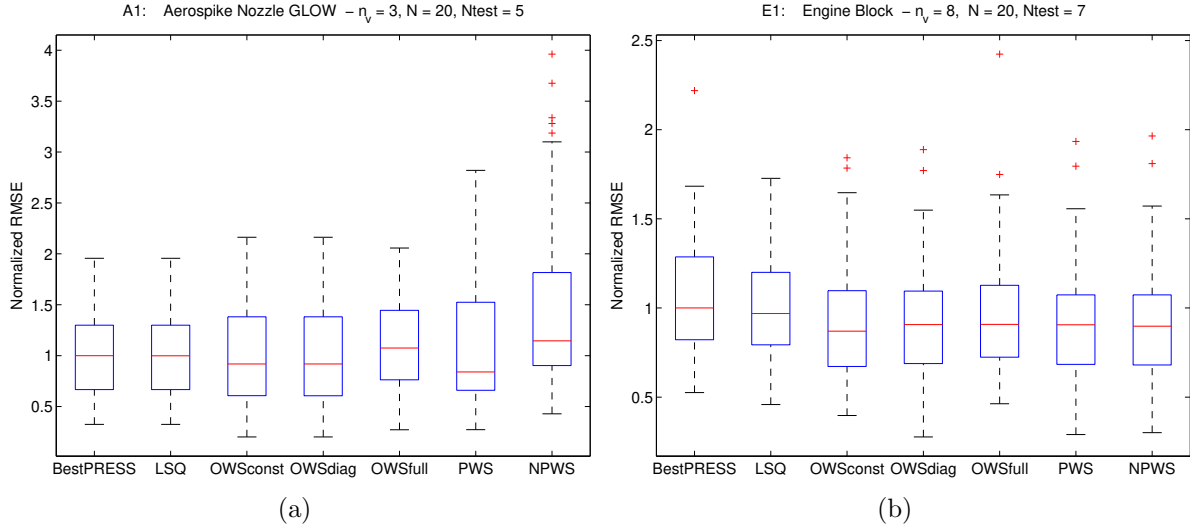 A1: Aerospike Nozzle GLOW − n_v = 3, N = 20, Ntest = 5
4
3.5
3
2.5
2
1.5
1
0.5
Normalized RMSE
BestPRESS LSQ OWSconst OWSdiag OWSfull PWS NPWS
(a)
E1: Engine Block − n_v = 8, N = 20, Ntest = 7
2.5
2
1.5
1
0.5
Normalized RMSE
BestPRESS LSQ OWSconst OWSdiag OWSfull PWS NPWS
(b)